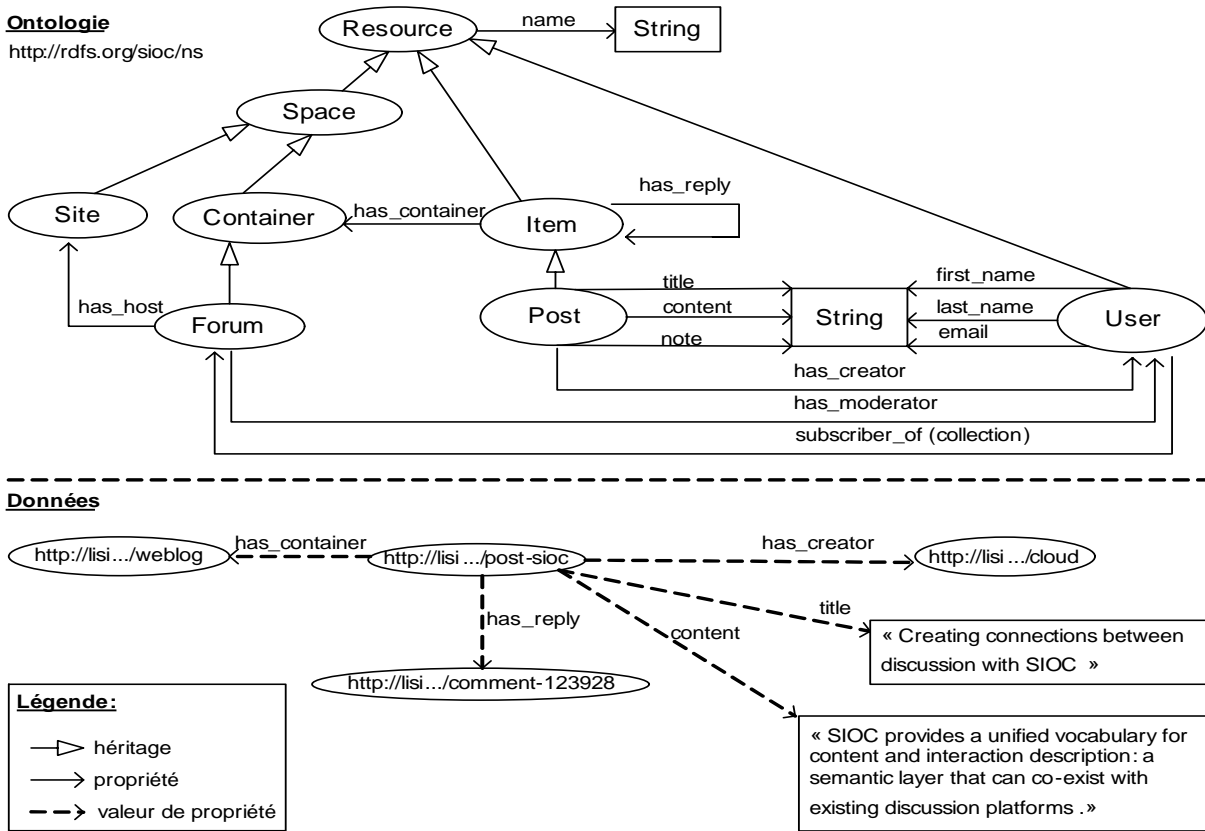 Ontologie
http://rdfs.org/sioc/ns
Resource
name
String
Space
Site
Container
has_container
Item
has_reply
has_host
Forum
Post
title
content
note
String
first_name
last_name
email
User
has_creator
has_moderator
subscriber_of (collection)
Données
http://lisi.../weblog
has_container
http://lisi .../post-sioc
has_creator
http://lisi .../cloud
has_reply
content
title
http://lisi.../comment-123928
« Creating connections between
discussion with SIOC »
« SIOC provides a unified vocabulary for
content and interaction description: a
semantic layer that can co-exist with
existing discussion platforms .»
Légende:
héritage
propriété
valeur de propriété